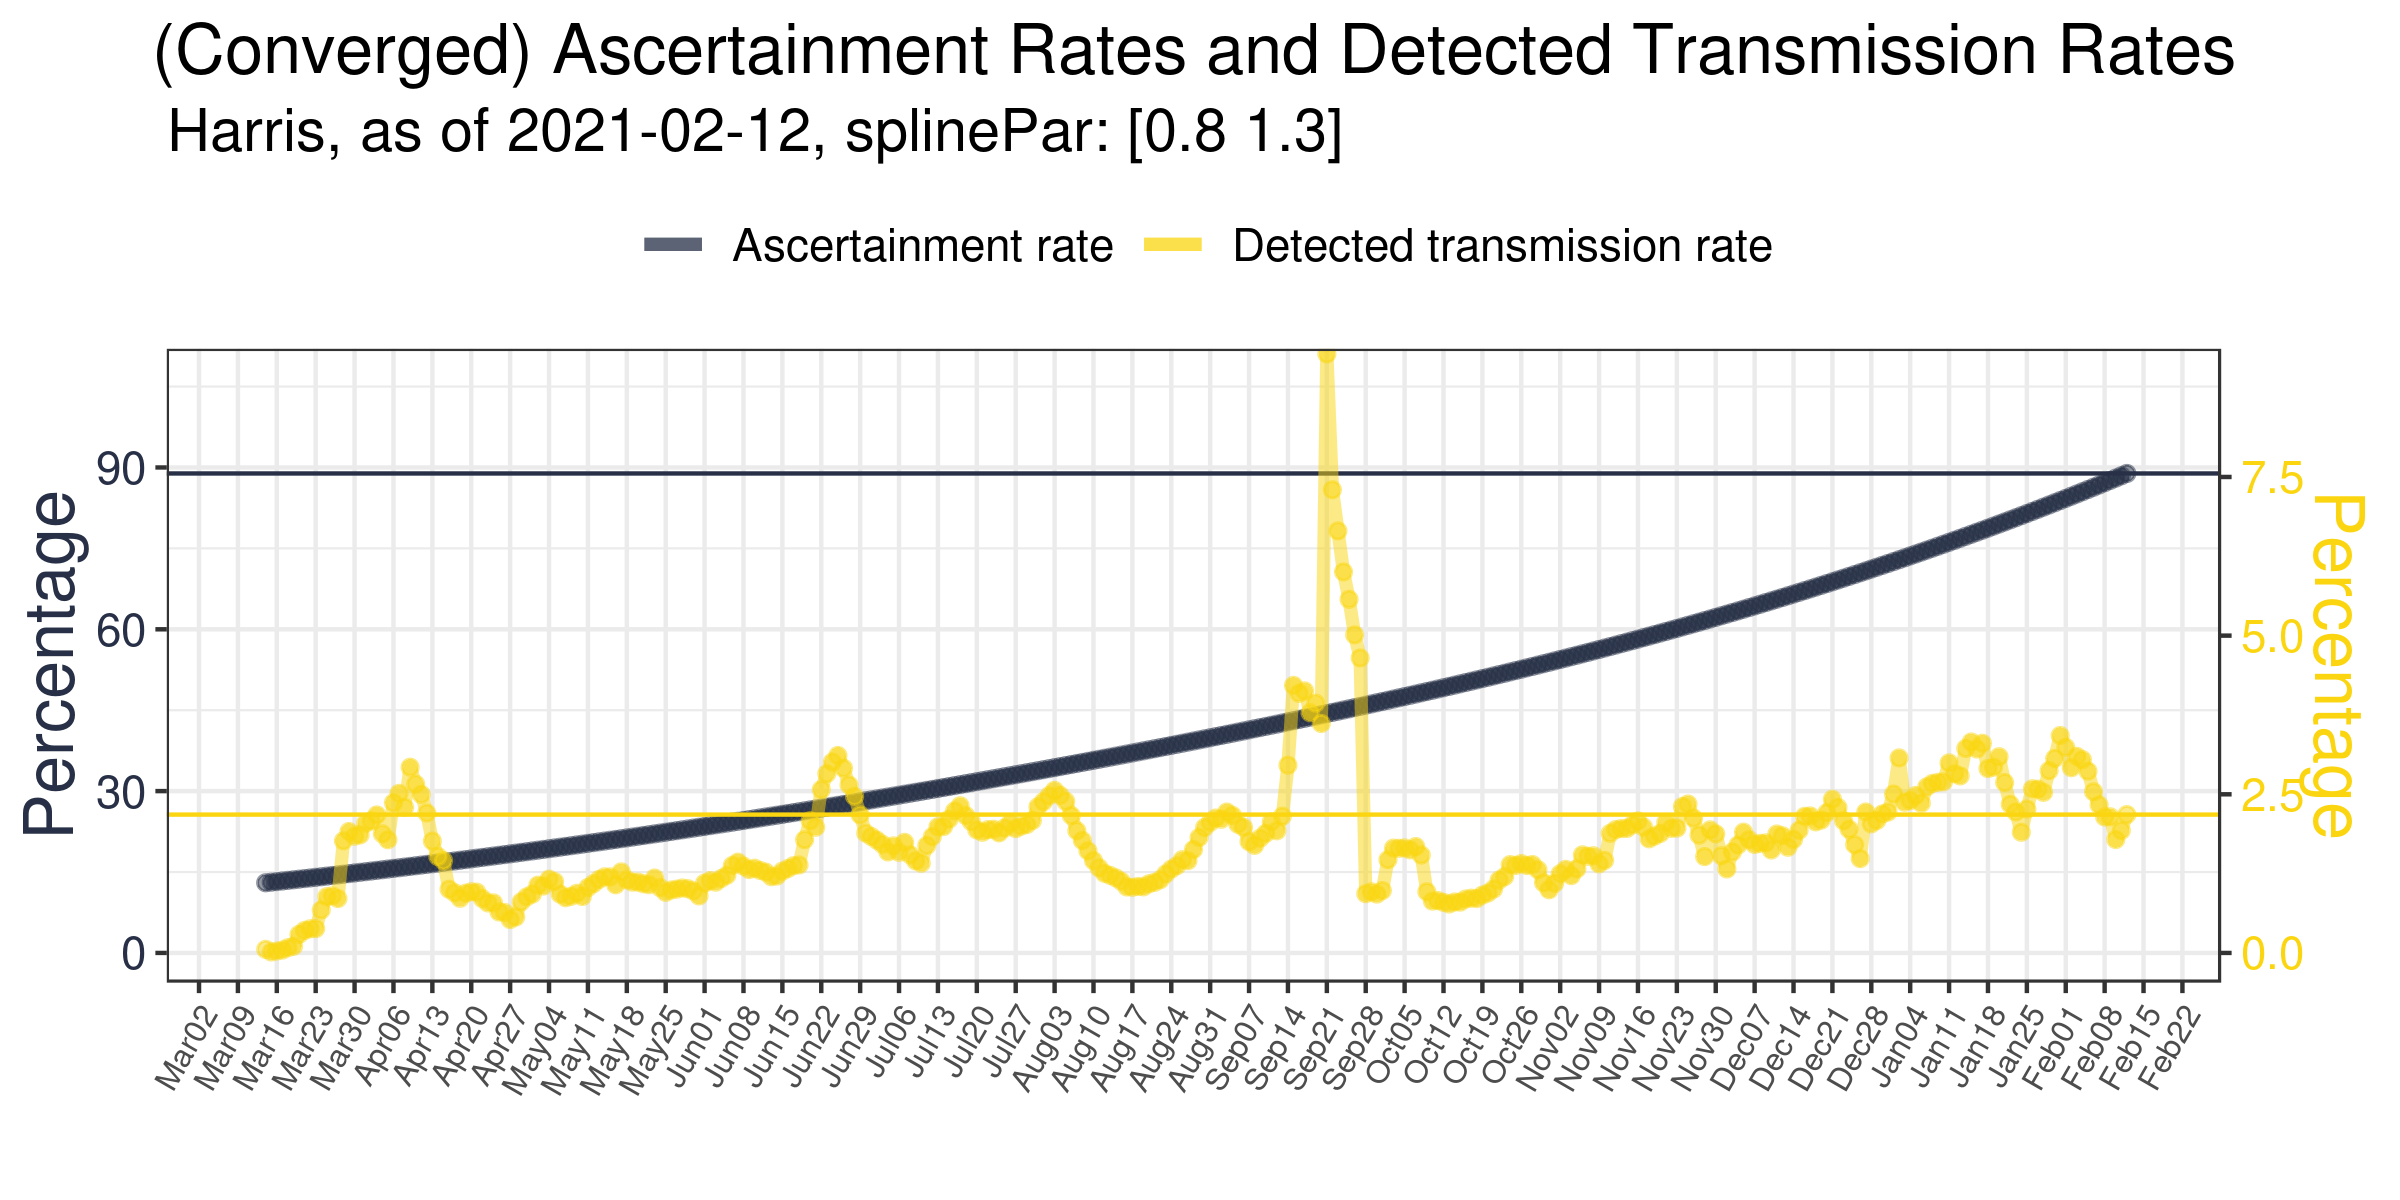 (Converged) Ascertainment Rates and Detected Transmission Rates
Harris, as of 2021-02-12, splinePar: [0.8 1.3]
Ascertainment rate
Detected transmission rate
Percentage
90
60
30
0
7.5
5.0
2.5
0.0
Percentage
Mar02
Mar09
Mar16
Mar23
Mar30
Apr06
Apr13
Apr20
Apr27
May04
May11
May18
May25
Jun01
Jun08
Jun15
Jun22
Jun29
Jul06
Jul13
Jul20
Jul27
Aug03
Aug10
Aug17
Aug24
Aug31
Sep07
Sep14
Sep21
Sep28
Oct05
Oct12
Oct19
Oct26
Nov02
Nov09
Nov16
Nov23
Nov30
Dec07
Dec14
Dec21
Dec28
Jan04
Jan11
Jan18
Jan25
Feb01
Feb08
Feb15
Feb22